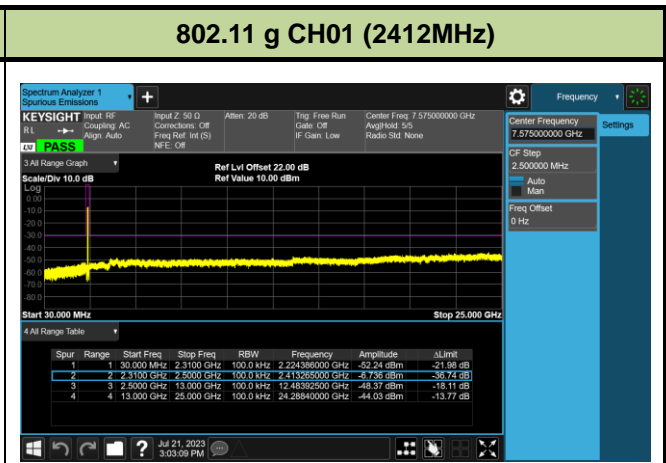 802.11 g CH01 (2412MHz)
Spectrum Analyzer 1
Spurious Emissions
+
Frequency
KEYSIGHT
RL
PASS
Input: RF
Coupling: AC
Align: Auto
Input Z: 50 Ω
Corrections: Off
Freq Ref: Int (S)
NFE: Off
Atten: 20 dB
Trig: Free Run
Gate: Off
IF Gain: Low
Center Freq: 7.575000000 GHz
Avg|Hold: 5/5
Radio Std: None
Center Frequency
7.575000000 GHz
Settings
CF Step
2.500000 MHz
Auto
Man
Freq Offset
0 Hz
3 All Range Graph
Scale/Div 10.0 dB
Ref Lvl Offset 22.00 dB
Ref Value 10.00 dBm
Log
0.00
-10.0
-20.0
-30.0
-40.0
-50.0
-60.0
-70.0
-80.0
Start 30.000 MHz
Stop 25.000 GHz
4 All Range Table
Spur Range Start Freq Stop Freq RBW Frequency Amplitude ΔLimit
1 1 30.000 MHz 2.3100 GHz 100.0 kHz 2.224386000 GHz -52.24 dBm -21.98 dB
2 2 2.3100 GHz 2.5000 GHz 100.0 kHz 2.413265000 GHz -6.736 dBm -36.74 dB
3 3 2.5000 GHz 13.000 GHz 100.0 kHz 12.48392500 GHz -48.37 dBm -18.11 dB
4 4 13.000 GHz 25.000 GHz 100.0 kHz 24.28840000 GHz -44.03 dBm -13.77 dB
?
Jul 21, 2023
3:03:09 PM